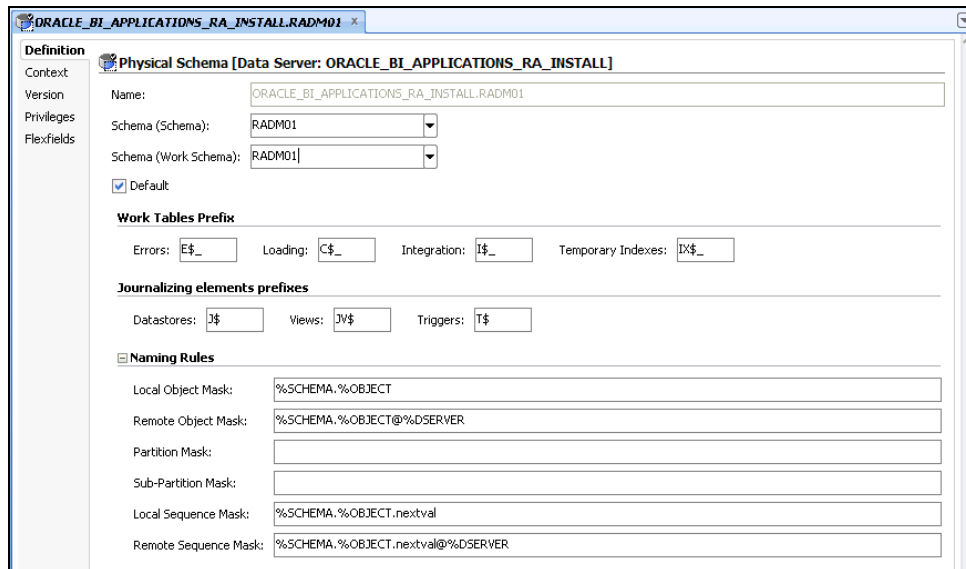 ORACLE_BI_APPLICATIONS_RA_INSTALL.RADM01 ×
Definition
Context
Version
Privileges
Flexfields
Physical Schema [Data Server: ORACLE_BI_APPLICATIONS_RA_INSTALL]
Name: ORACLE_BI_APPLICATIONS_RA_INSTALL.RADM01
Schema (Schema): RADM01
Schema (Work Schema): RADM01
Default
Work Tables Prefix
Errors: E$_ Loading: C$_ Integration: I$_ Temporary Indexes: IX$_
Journalizing elements prefixes
Datastores: J$ Views: JV$ Triggers: T$
Naming Rules
Local Object Mask: %SCHEMA.%OBJECT
Remote Object Mask: %SCHEMA.%OBJECT@%DSERVER
Partition Mask:
Sub-Partition Mask:
Local Sequence Mask: %SCHEMA.%OBJECT.nextval
Remote Sequence Mask: %SCHEMA.%OBJECT.nextval@%DSERVER